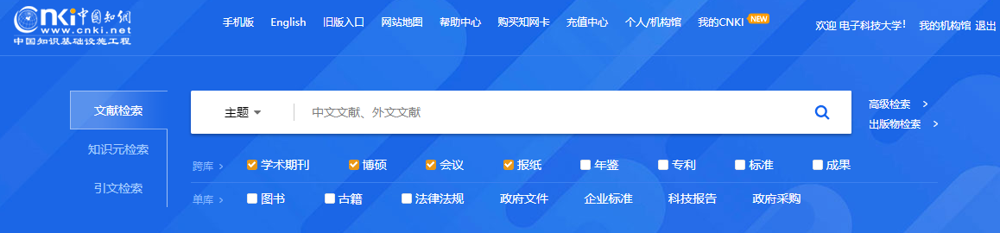 Cnki中国知网
www.cnki.net
中国知识基础设施工程
手机版 English 旧版入口 网站地图 帮助中心 购买知网卡 充值中心 个人/机构馆 我的CNKI NEW
欢迎 电子科技大学! 我的机构馆 退出
文献检索
知识元检索
引文检索
主题 中文文献、外文文献
高级检索 >
出版物检索 >
跨库 > 学术期刊 博硕 会议 报纸 年鉴 专利 标准 成果
单库 > 图书 古籍 法律法规 政府文件 企业标准 科技报告 政府采购